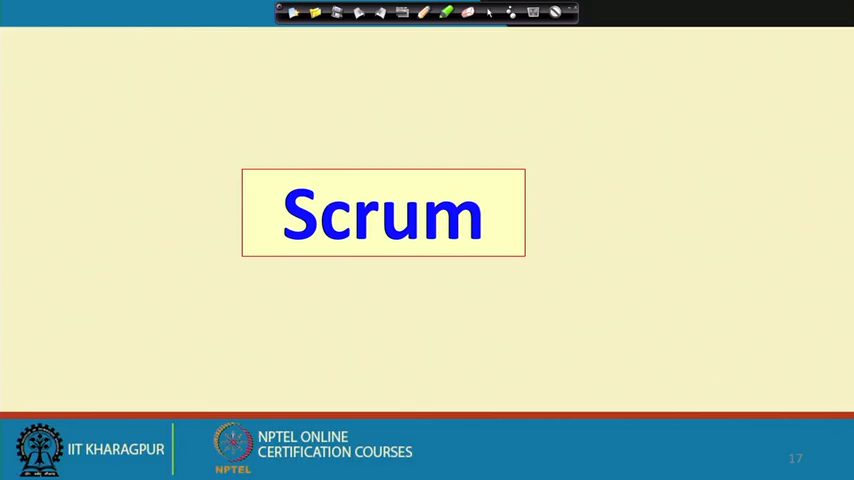 Scrum
IIT KHARAGPUR
NPTEL
NPTEL ONLINE
CERTIFICATION COURSES
17